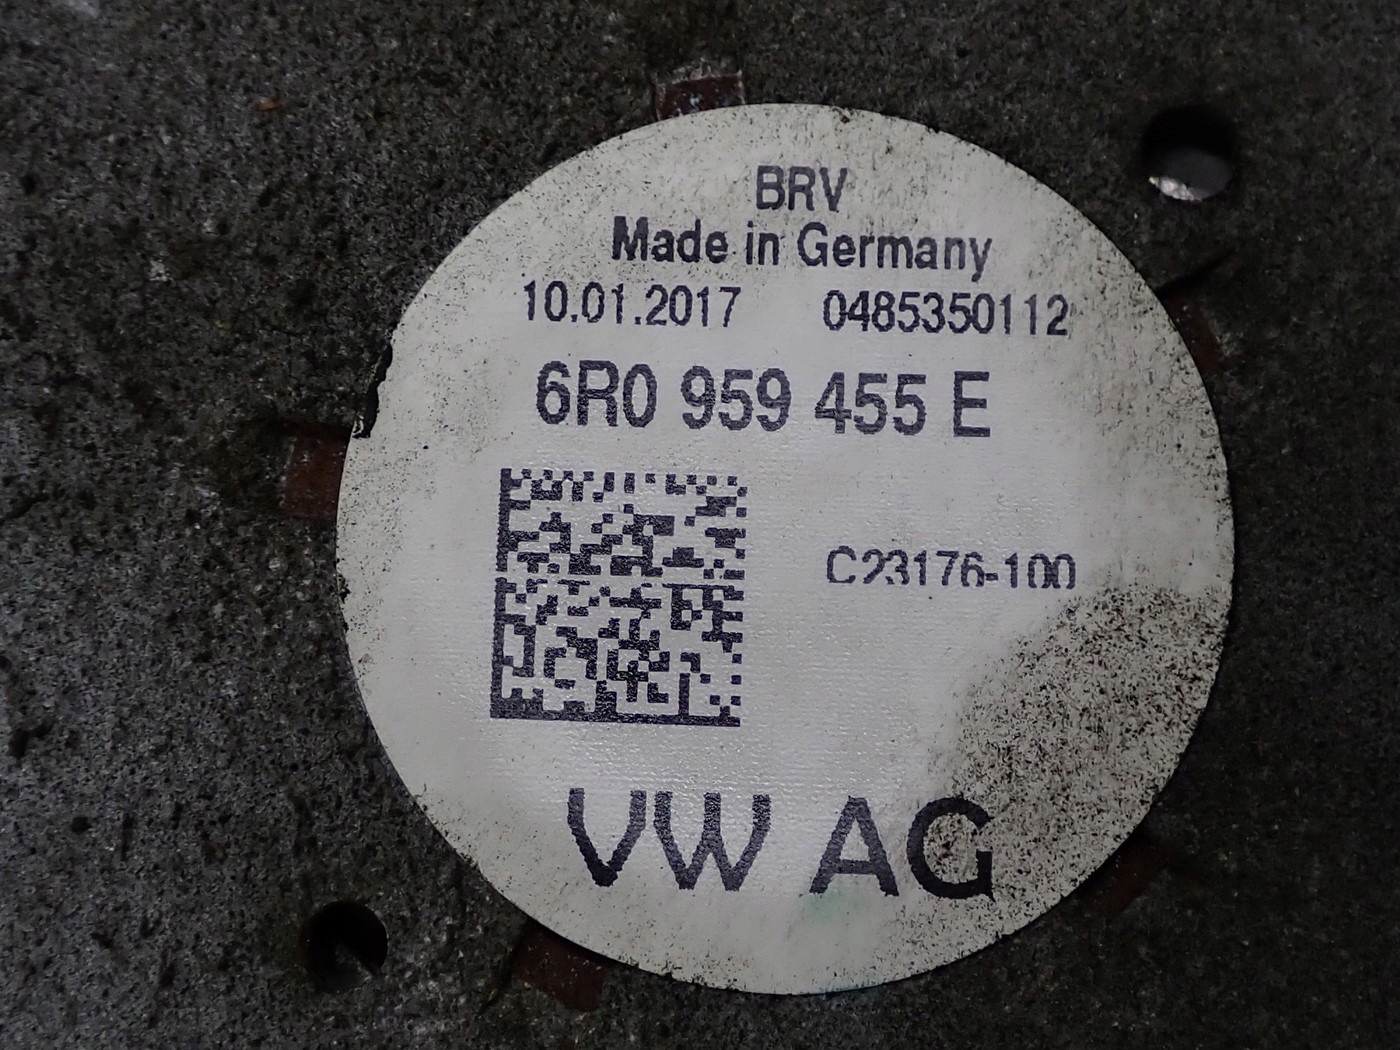 BRV
Made in Germany
10.01.2017 0485350112
6R0 959 455 E
C23176-100
VW AG